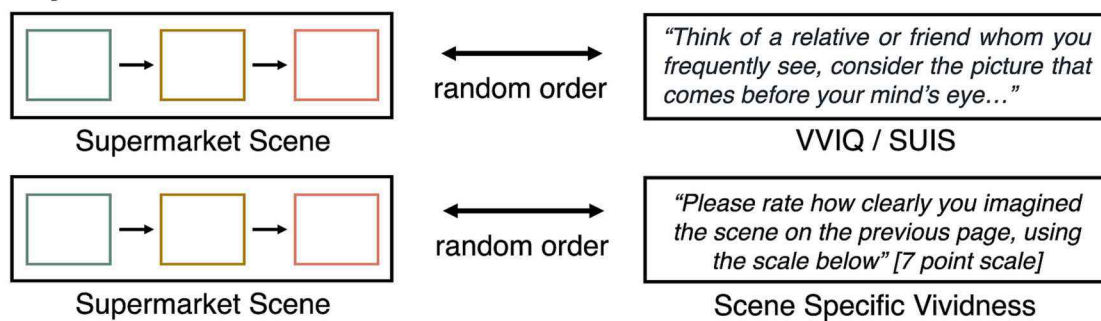 “Think of a relative or friend whom you
frequently see, consider the picture that
comes before your mind’s eye…”
random order
Supermarket Scene
VVIQ / SUIS
“Please rate how clearly you imagined
the scene on the previous page, using
the scale below” [7 point scale]
random order
Supermarket Scene
Scene Specific Vividness